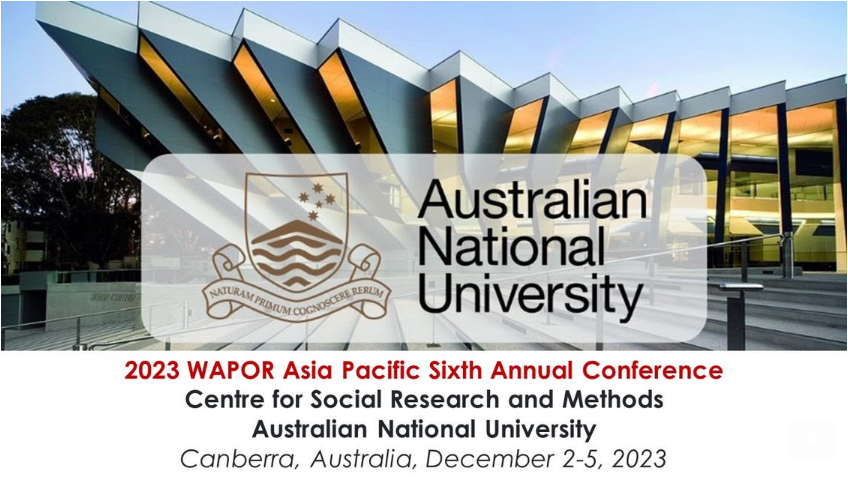 Australian
National
University
NATURAM PRIMUM COGNOSCERE RERUM
2023 WAPOR Asia Pacific Sixth Annual Conference
Centre for Social Research and Methods
Australian National University
Canberra, Australia, December 2-5, 2023